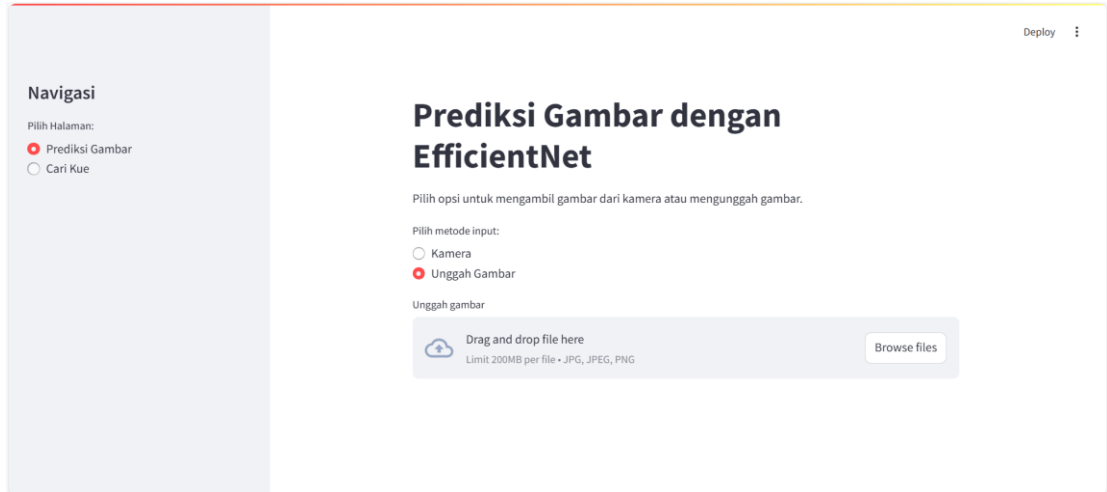 Deploy
Navigasi
Pilih Halaman:
Prediksi Gambar
Cari Kue
Prediksi Gambar dengan
EfficientNet
Pilih opsi untuk mengambil gambar dari kamera atau mengunggah gambar.
Pilih metode input:
Kamera
Unggah Gambar
Unggah gambar
Drag and drop file here
Limit 200MB per file • JPG, JPEG, PNG
Browse files